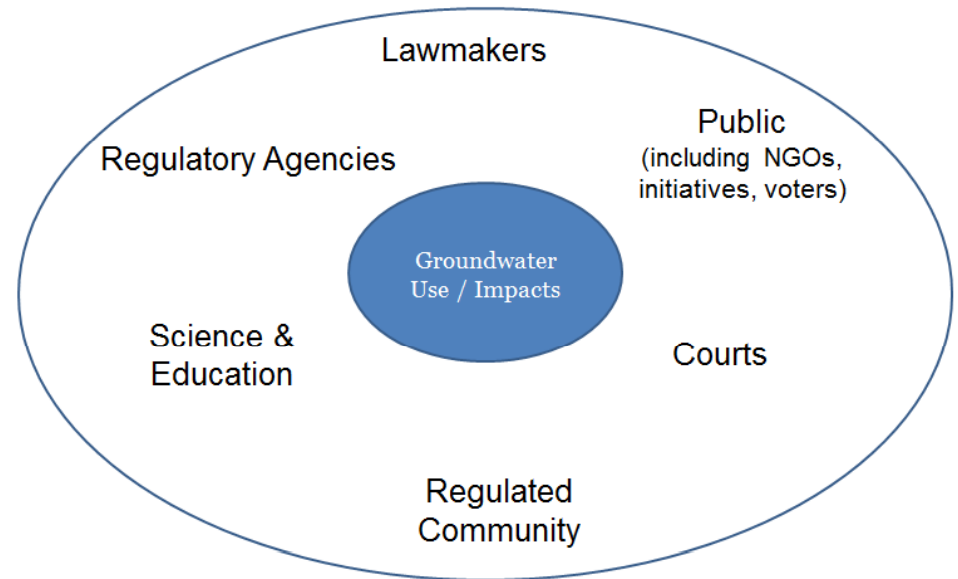 Lawmakers
Public
(including NGOs,
initiatives, voters)
Regulatory Agencies
Groundwater
Use / Impacts
Science &
Education
Courts
Regulated
Community